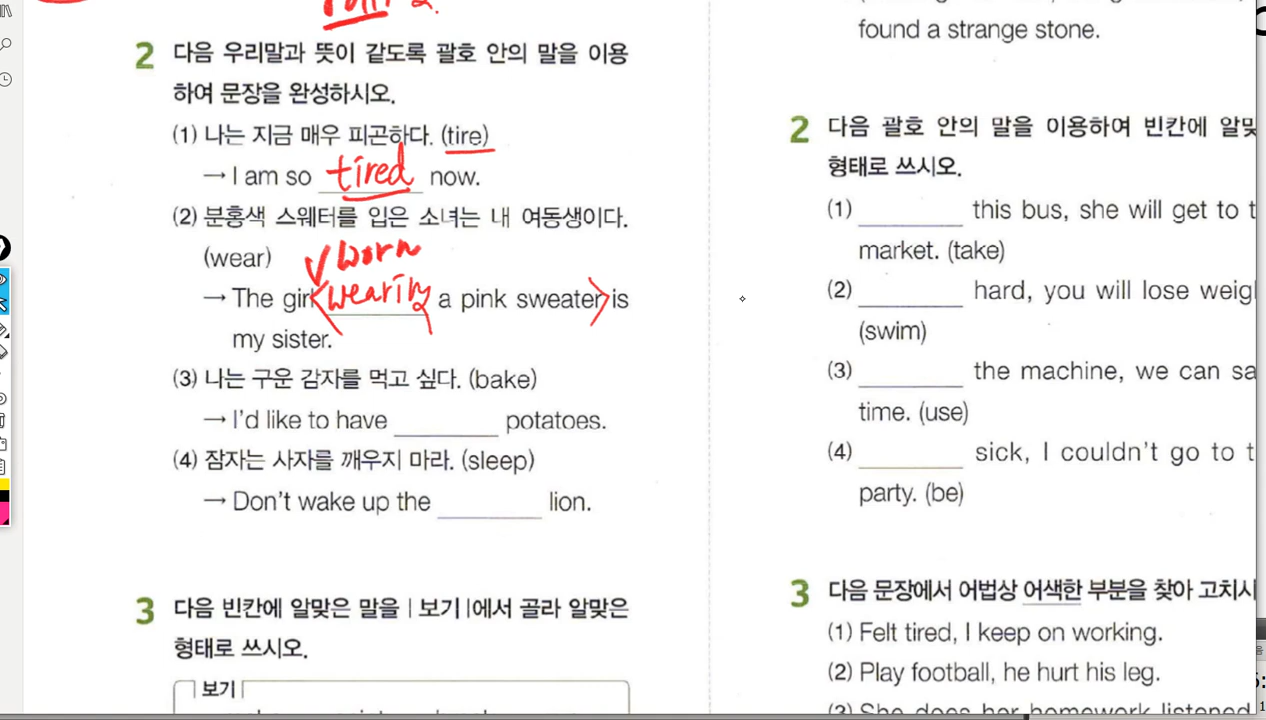 2 다음 우리말과 뜻이 같도록 괄호 안의 말을 이용
하여 문장을 완성하시오.
(1) 나는 지금 매우 피곤하다. (tire)
→ I am so tired now.
(2) 분홍색 스웨터를 입은 소녀는 내 여동생이다.
(wear)
worn
→ The girl wearing a pink sweater is
my sister.
(3) 나는 구운 감자를 먹고 싶다. (bake)
→ I'd like to have ________ potatoes.
(4) 잠자는 사자를 깨우지 마라. (sleep)
→ Don't wake up the ________ lion.
3 다음 빈칸에 알맞은 말을 |보기|에서 골라 알맞은
형태로 쓰시오.
보기
found a strange stone.
2 다음 괄호 안의 말을 이용하여 빈칸에 알맞
형태로 쓰시오.
(1) ________ this bus, she will get to t
market. (take)
(2) ________ hard, you will lose weig
(swim)
(3) ________ the machine, we can sa
time. (use)
(4) ________ sick, I couldn't go to t
party. (be)
3 다음 문장에서 어법상 어색한 부분을 찾아 고치시
(1) Felt tired, I keep on working.
(2) Play football, he hurt his leg.
(3) She does her homework listened